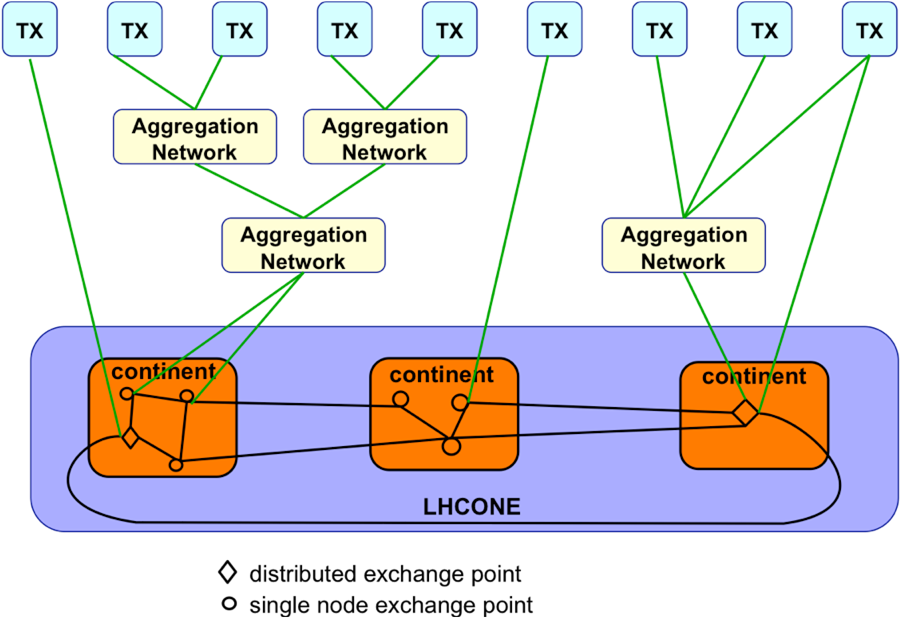 TX TX TX TX TX TX TX TX TX
Aggregation
Network
Aggregation
Network
Aggregation
Network
Aggregation
Network
continent
continent
continent
LHCONE
distributed exchange point
single node exchange point